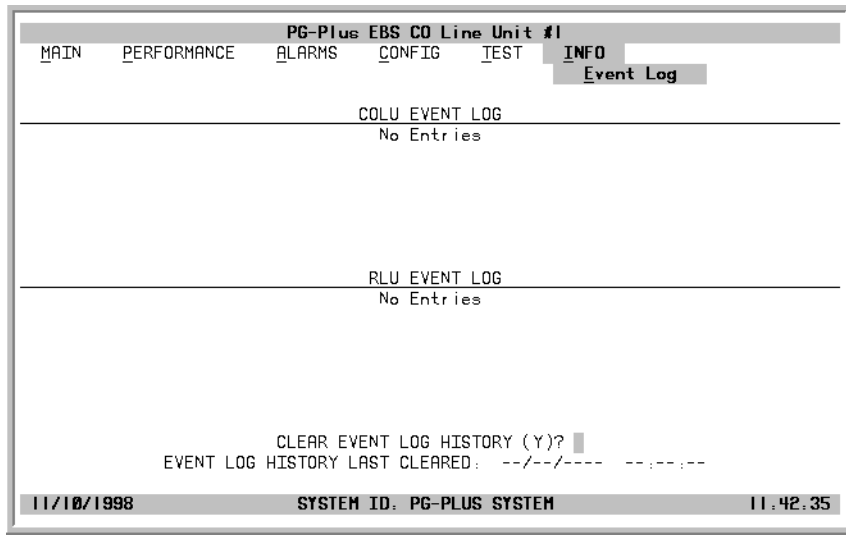 PG-Plus EBS CO Line Unit #1
MAIN PERFORMANCE ALARMS CONFIG TEST INFO
Event Log
COLU EVENT LOG
No Entries
RLU EVENT LOG
No Entries
CLEAR EVENT LOG HISTORY (Y)?
EVENT LOG HISTORY LAST CLEARED: --/--/---- --:--:--
11/10/1998 SYSTEM ID: PG-PLUS SYSTEM 11:42:35